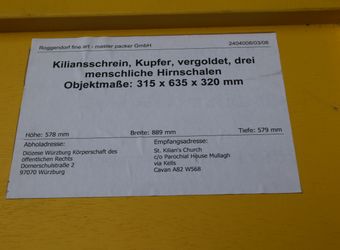 Roggendorf fine art - master packer GmbH 2404006/03/08
Kiliansschrein, Kupfer, vergoldet, drei
menschliche Hirnschalen
Objektmaße: 315 x 635 x 320 mm
Höhe: 578 mm Breite: 889 mm Tiefe: 579 mm
Abholadresse:
Diözese Würzburg Körperschaft des
öffentlichen Rechts
Domerschulstraße 2
97070 Würzburg
Empfangsadresse:
St. Kilian's Church
c/o Parochial House Mullagh
via Kells
Cavan A82 W568